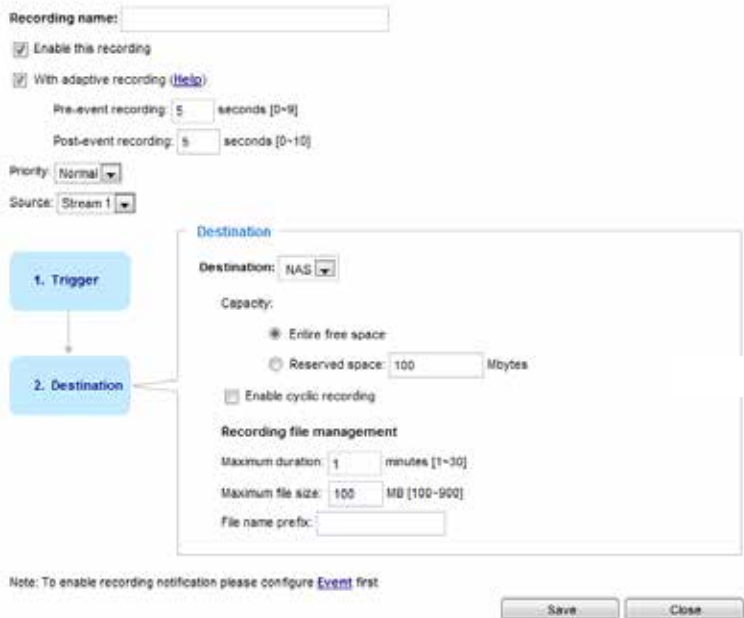 Recording name:
Enable this recording
With adaptive recording (Help)
Pre-event recording: 5 seconds [0~9]
Post-event recording: 5 seconds [0~10]
Priority: Normal
Source: Stream 1
1. Trigger
2. Destination
Destination
Destination: NAS
Capacity:
Entire free space
Reserved space: 100 Mbytes
Enable cyclic recording
Recording file management
Maximum duration: 1 minutes [1~30]
Maximum file size: 100 MB [100~900]
File name prefix:
Note: To enable recording notification please configure Event first
Save Close